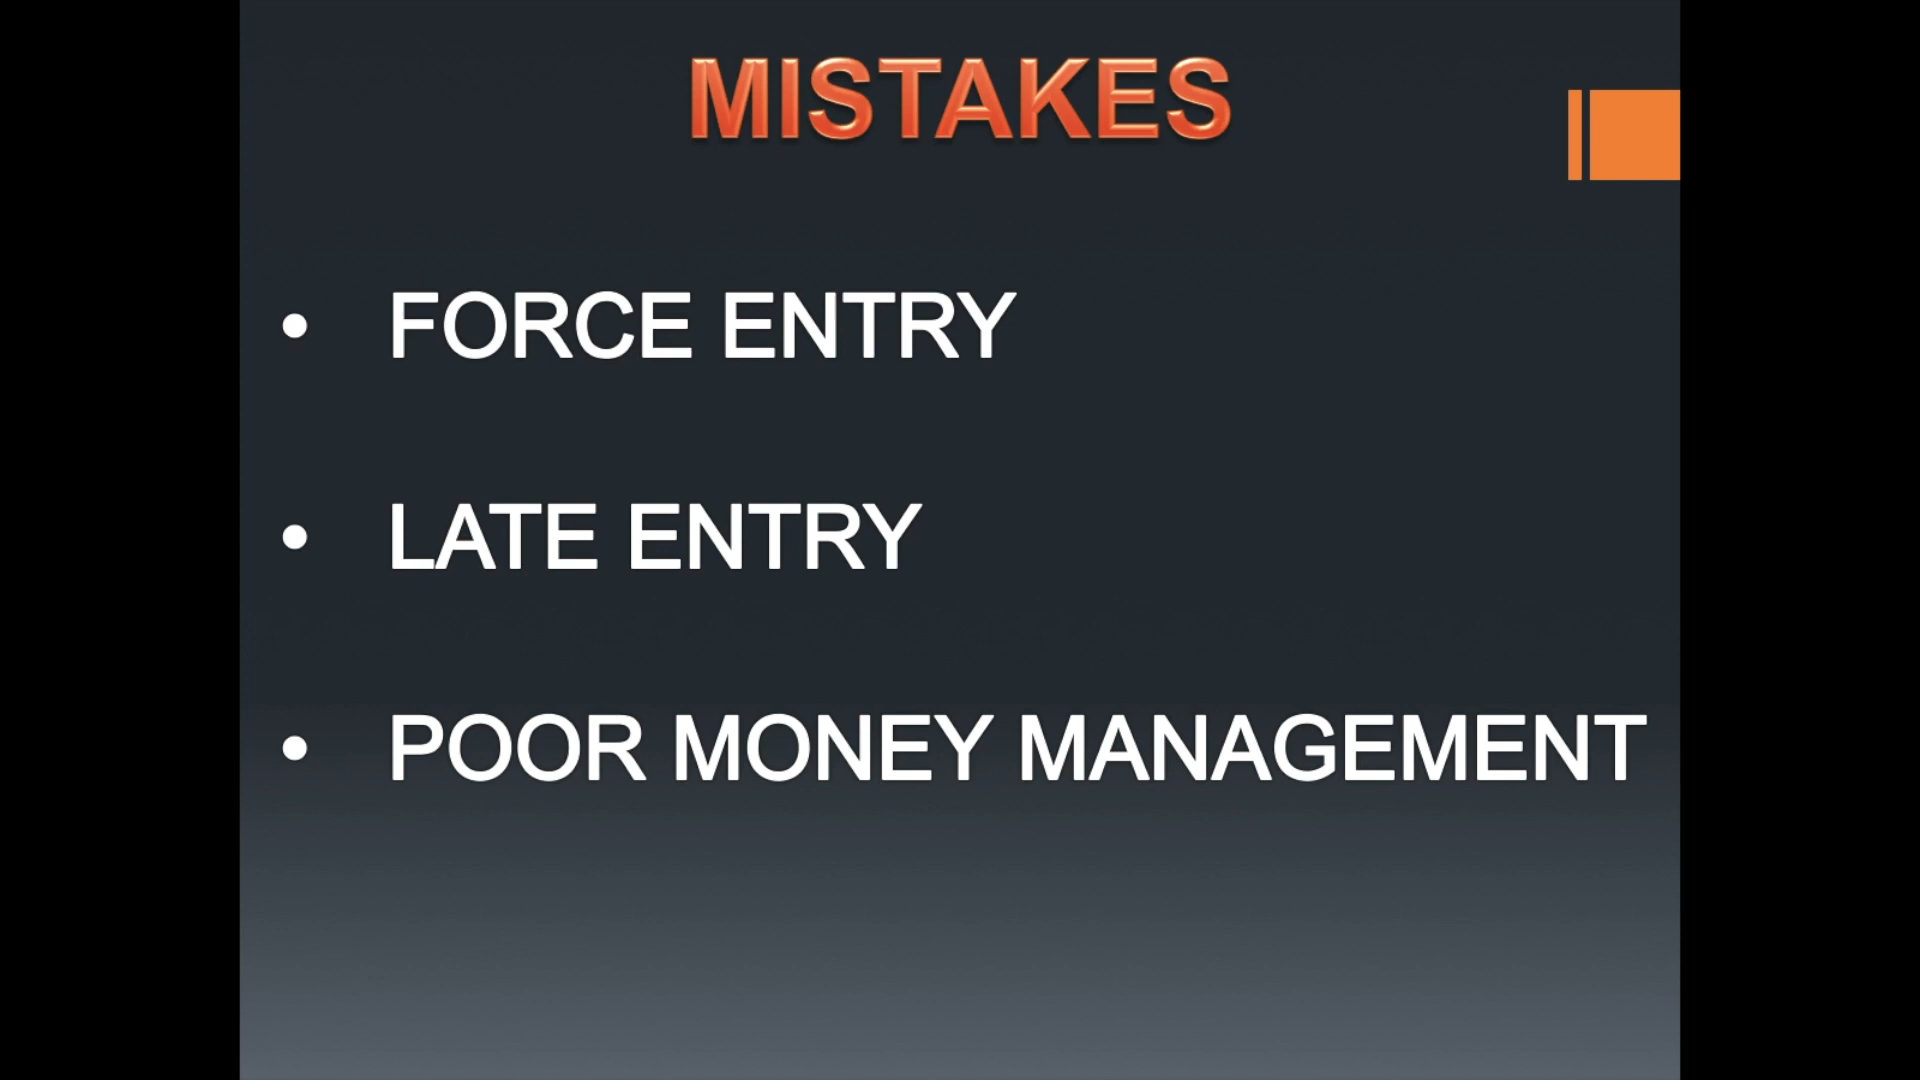 MISTAKES
• FORCE ENTRY
• LATE ENTRY
• POOR MONEY MANAGEMENT